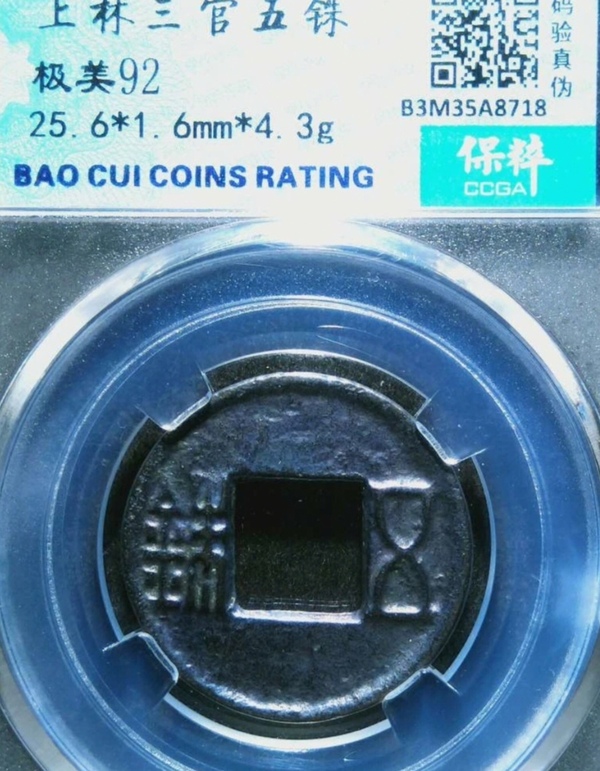 上林三官五铢
极美92
25.6*1.6mm*4.3g
BAO CUI COINS RATING
码验真伪
B3M35A8718
保粹
CCGA
五銖